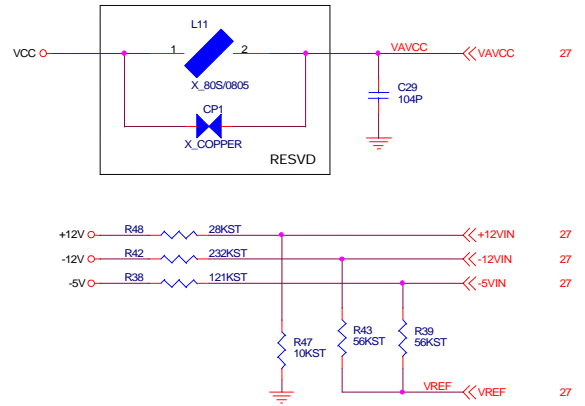 L11
VCC 1 2 VAVCC VAVCC 27
X_80S/0805
C29
104P
CP1
X_COPPER
RESVD
+12V R48 28KST +12VIN 27
-12V R42 232KST -12VIN 27
-5V R38 121KST -5VIN 27
R47
10KST
R43
56KST
R39
56KST
VREF VREF 27